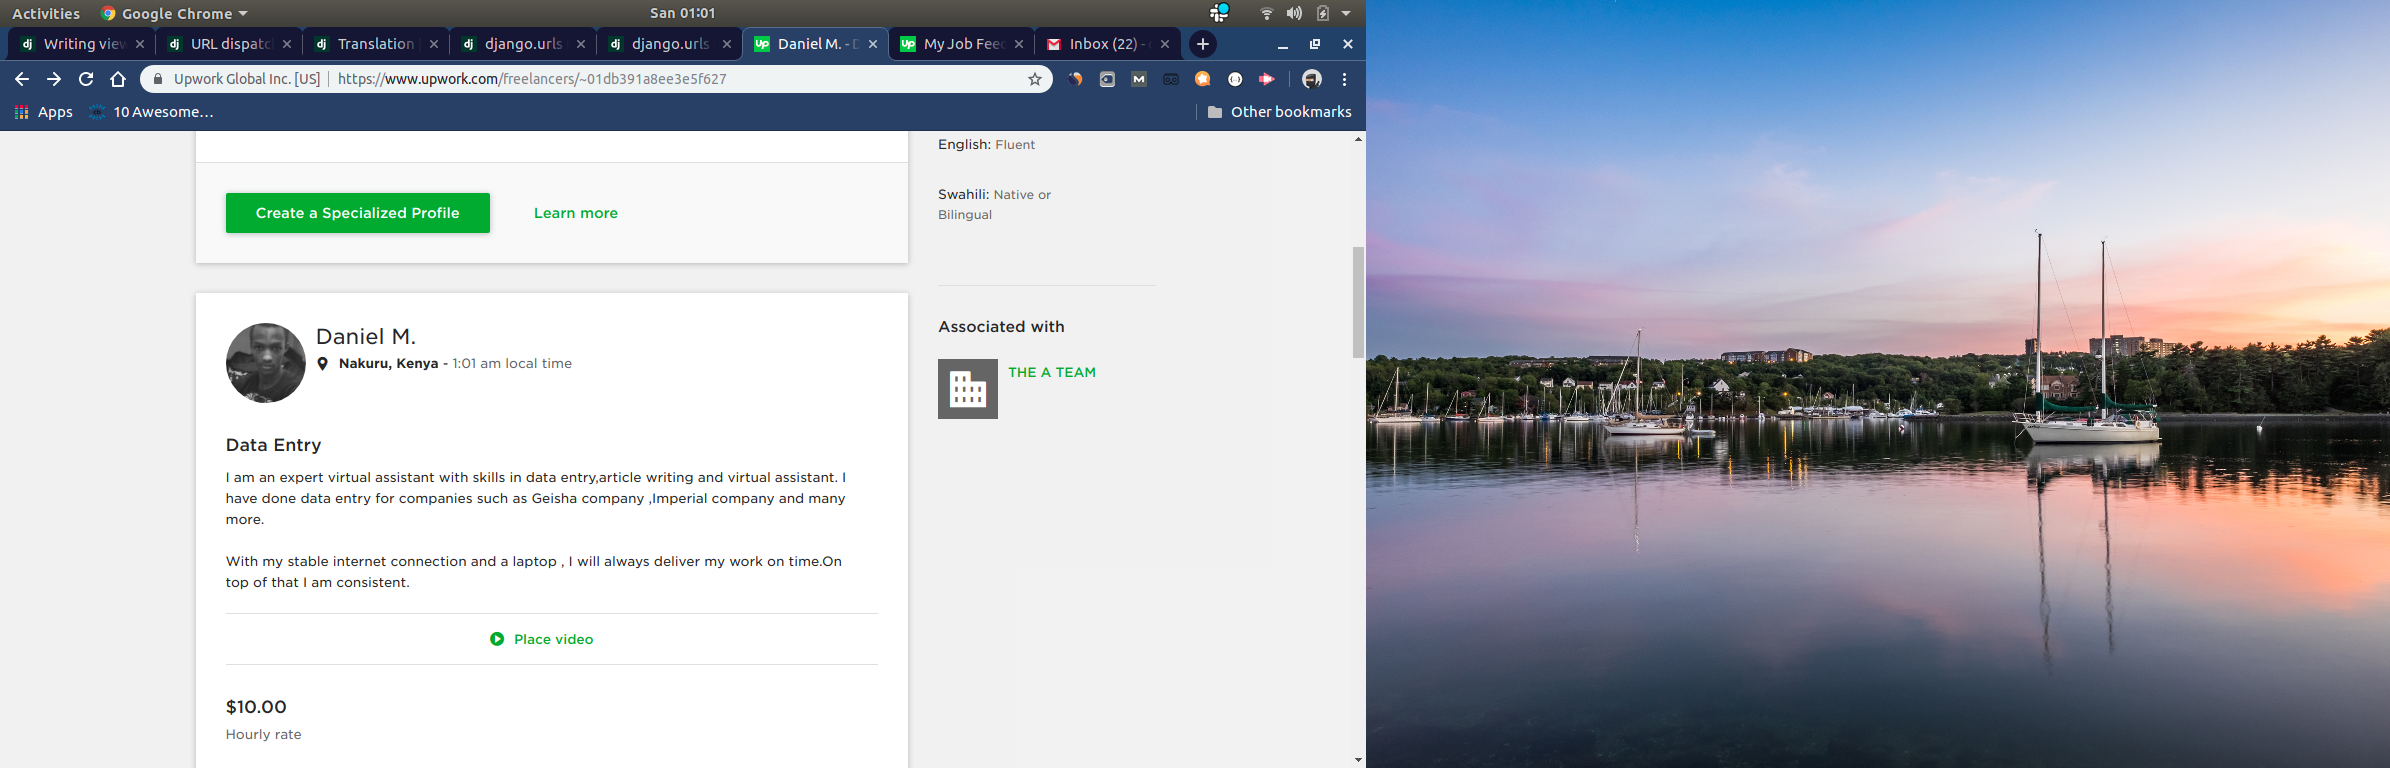 Activities
Google Chrome
San 01:01
dj Writing view
dj URL dispatc
dj Translation
dj django.urls
dj django.urls
Up Daniel M. - D
Up My Job Feed
Inbox (22) -
Upwork Global Inc. [US] https://www.upwork.com/freelancers/~01db391a8ee3e5f627
Apps
10 Awesome…
Other bookmarks
Create a Specialized Profile
Learn more
Daniel M.
Nakuru, Kenya - 1:01 am local time
Data Entry
I am an expert virtual assistant with skills in data entry,article writing and virtual assistant. I
have done data entry for companies such as Geisha company ,Imperial company and many
more.
With my stable internet connection and a laptop , I will always deliver my work on time.On
top of that I am consistent.
Place video
$10.00
Hourly rate
English: Fluent
Swahili: Native or
Bilingual
Associated with
THE A TEAM